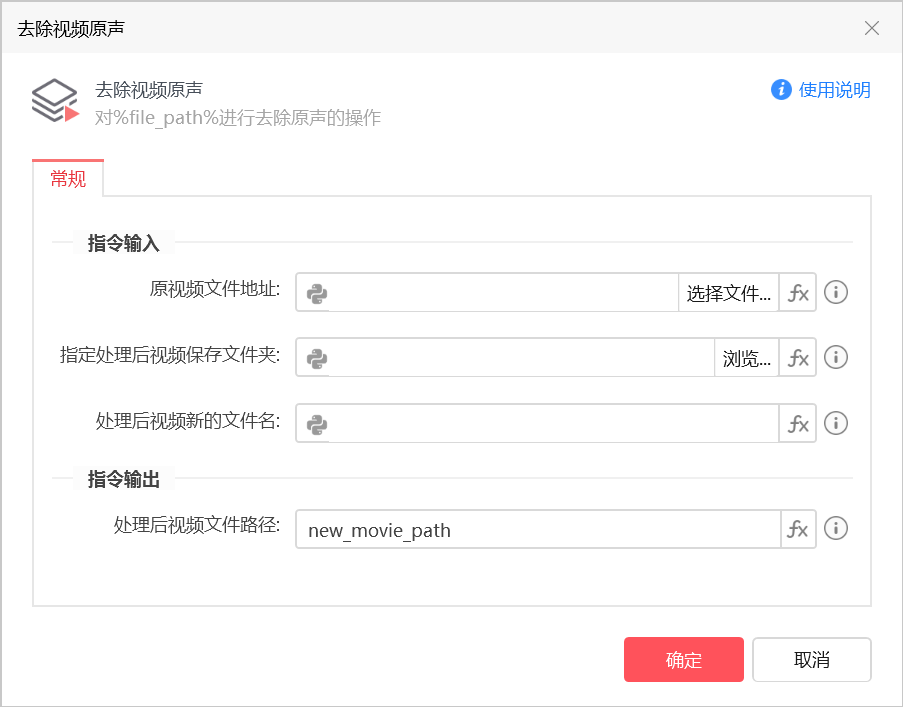 去除视频原声
去除视频原声
使用说明
对%file_path%进行去除原声的操作
常规
指令输入
原视频文件地址:
选择文件...
fx
指定处理后视频保存文件夹:
浏览...
fx
处理后视频新的文件名:
fx
指令输出
处理后视频文件路径:
new_movie_path
fx
确定
取消